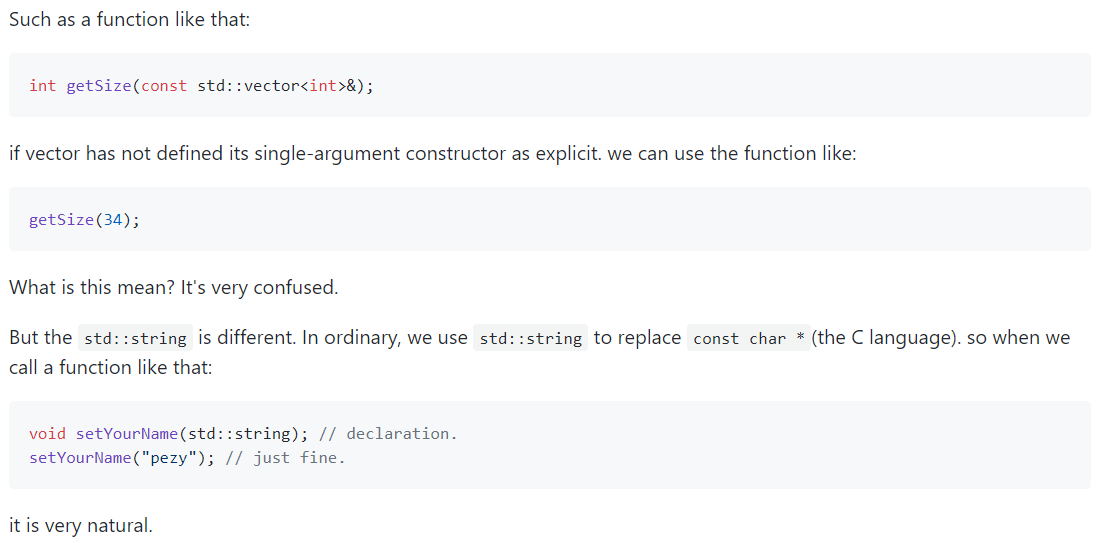 Such as a function like that:
int getSize(const std::vector<int>&);
if vector has not defined its single-argument constructor as explicit. we can use the function like:
getSize(34);
What is this mean? It's very confused.
But the std::string is different. In ordinary, we use std::string to replace const char * (the C language). so when we
call a function like that:
void setYourName(std::string); // declaration.
setYourName("pezy"); // just fine.
it is very natural.